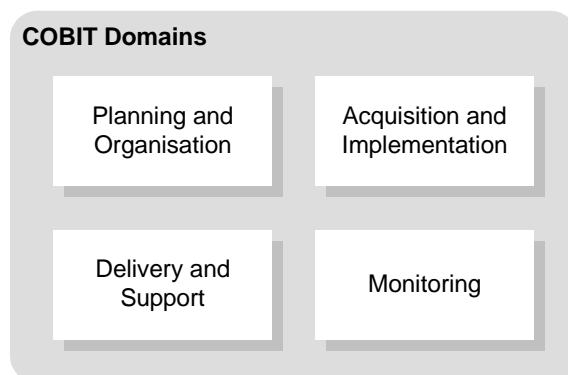 COBIT Domains
Planning and
Organisation
Acquisition and
Implementation
Delivery and
Support
Monitoring